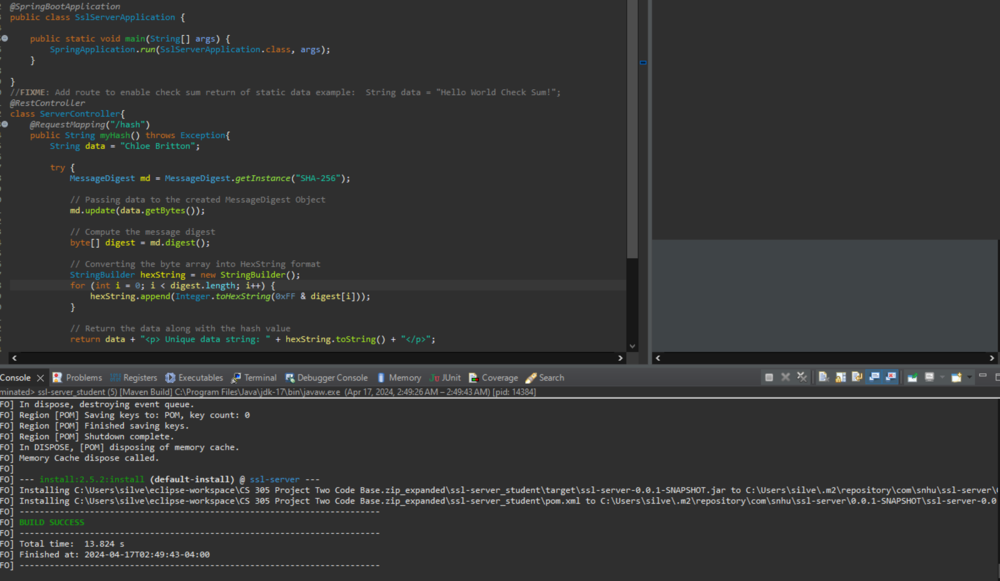 @SpringBootApplication
public class SslServerApplication {
public static void main(String[] args) {
SpringApplication.run(SslServerApplication.class, args);
}
}
//FIXME: Add route to enable check sum return of static data example:  String data = "Hello World Check Sum!";
@RestController
class ServerController{
@RequestMapping("/hash")
public String myHash() throws Exception{
String data = "Chloe Britton";
try {
MessageDigest md = MessageDigest.getInstance("SHA-256");
// Passing data to the created MessageDigest Object
md.update(data.getBytes());
// Compute the message digest
byte[] digest = md.digest();
// Converting the byte array into HexString format
StringBuilder hexString = new StringBuilder();
for (int i = 0; i < digest.length; i++) {
hexString.append(Integer.toHexString(0xFF & digest[i]));
}
// Return the data along with the hash value
return data + "<p> Unique data string: " + hexString.toString() + "</p>";
Console Problems Registers Executables Terminal Debugger Console Memory JUnit Coverage Search
minated> ssl-server_student (5) [Maven Build] C:\Program Files\Java\jdk-17\bin\javaw.exe (Apr 17, 2024, 2:49:26 AM – 2:49:43 AM) [pid: 14384]
FO] In dispose, destroying event queue.
FO] Region [POM] Saving keys to: POM, key count: 0
FO] Region [POM] Finished saving keys.
FO] Region [POM] Shutdown complete.
FO] In DISPOSE, [POM] disposing of memory cache.
FO] Memory Cache dispose called.
FO]
FO] --- install:2.5.2:install (default-install) @ ssl-server ---
FO] Installing C:\Users\silve\eclipse-workspace\CS 305 Project Two Code Base.zip_expanded\ssl-server_student\target\ssl-server-0.0.1-SNAPSHOT.jar to C:\Users\silve\.m2\repository\com\snhu\ssl-server\
FO] Installing C:\Users\silve\eclipse-workspace\CS 305 Project Two Code Base.zip_expanded\ssl-server_student\pom.xml to C:\Users\silve\.m2\repository\com\snhu\ssl-server\0.0.1-SNAPSHOT\ssl-server-0.0
FO] ------------------------------------------------------------------------
FO] BUILD SUCCESS
FO] ------------------------------------------------------------------------
FO] Total time:  13.824 s
FO] Finished at: 2024-04-17T02:49:43-04:00
FO] ------------------------------------------------------------------------